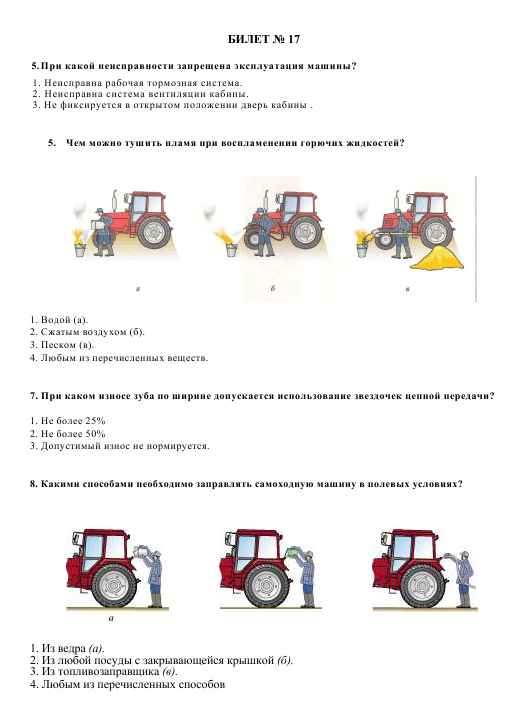 БИЛЕТ № 17
5. При какой неисправности запрещена эксплуатация машины?
1. Неисправна рабочая тормозная система.
2. Неисправна система вентиляции кабины.
3. Не фиксируется в открытом положении дверь кабины .
5. Чем можно тушить пламя при воспламенении горючих жидкостей?
а б в
1. Водой (а).
2. Сжатым воздухом (б).
3. Песком (в).
4. Любым из перечисленных веществ.
7. При каком износе зуба по ширине допускается использование звездочек цепной передачи?
1. Не более 25%
2. Не более 50%
3. Допустимый износ не нормируется.
8. Какими способами необходимо заправлять самоходную машину в полевых условиях?
а
1. Из ведра (а).
2. Из любой посуды с закрывающейся крышкой (б).
3. Из топливозаправщика (в).
4. Любым из перечисленных способов